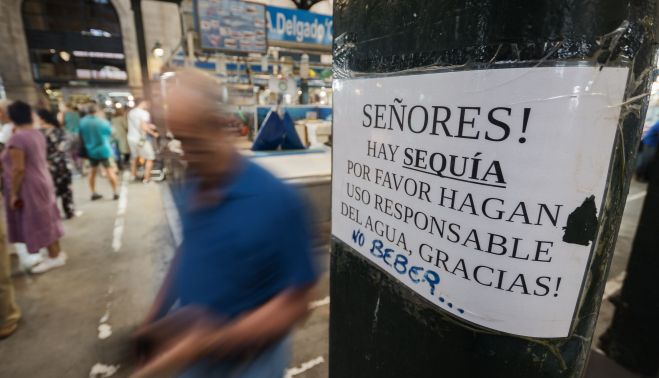 A.Delgado
SEÑORES!
HAY SEQUÍA
POR FAVOR HAGAN
USO RESPONSABLE
DEL AGUA, GRACIAS!
NO BEBER...